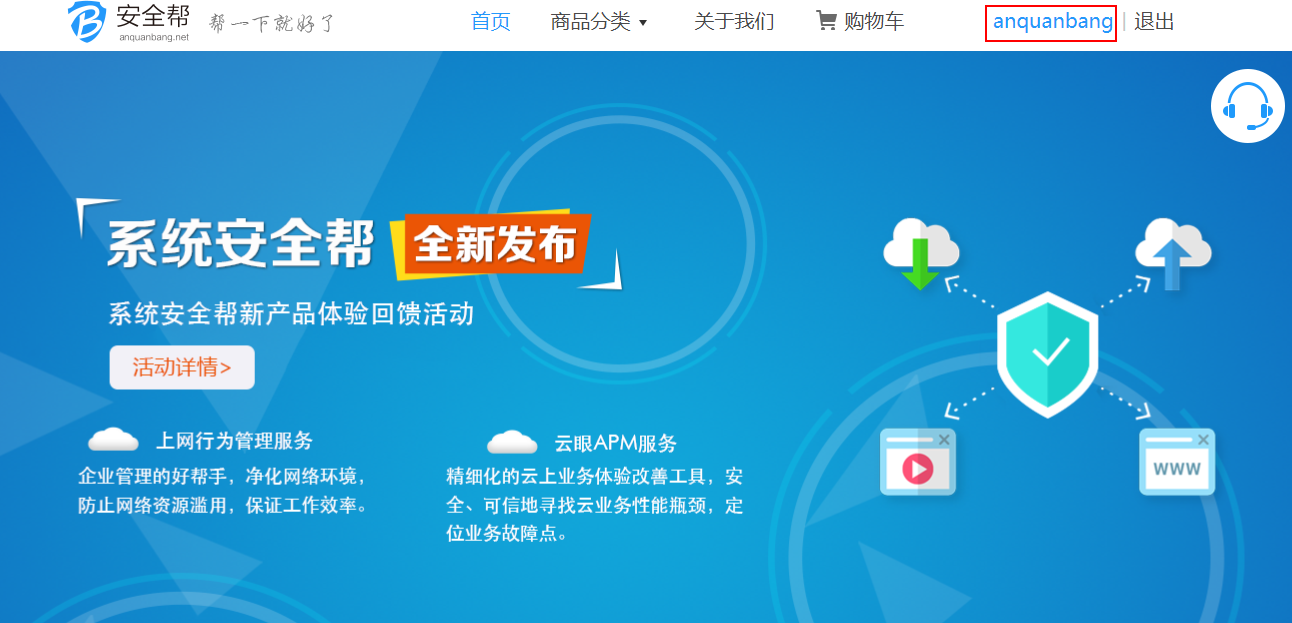 安全帮
anquanbang.net
帮一下就好了
首页 商品分类 关于我们 购物车 anquanbang | 退出
系统安全帮 全新发布
系统安全帮新产品体验回馈活动
活动详情>
上网行为管理服务
企业管理的好帮手，净化网络环境，
防止网络资源滥用，保证工作效率。
云眼APM服务
精细化的云上业务体验改善工具，安
全、可信地寻找云业务性能瓶颈，定
位业务故障点。
WWW